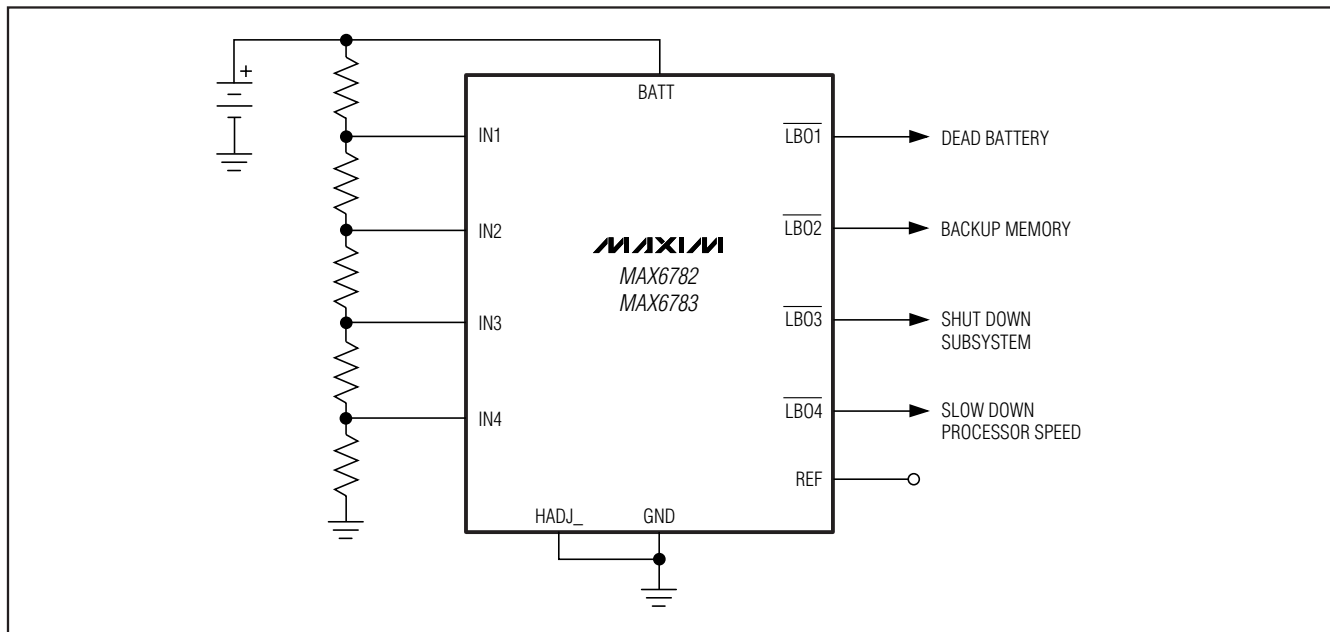 +
BATT
IN1
LBO1
DEAD BATTERY
IN2
LBO2
BACKUP MEMORY
MAXIM
MAX6782
MAX6783
IN3
LBO3
SHUT DOWN
SUBSYSTEM
IN4
LBO4
SLOW DOWN
PROCESSOR SPEED
REF
HADJ_
GND